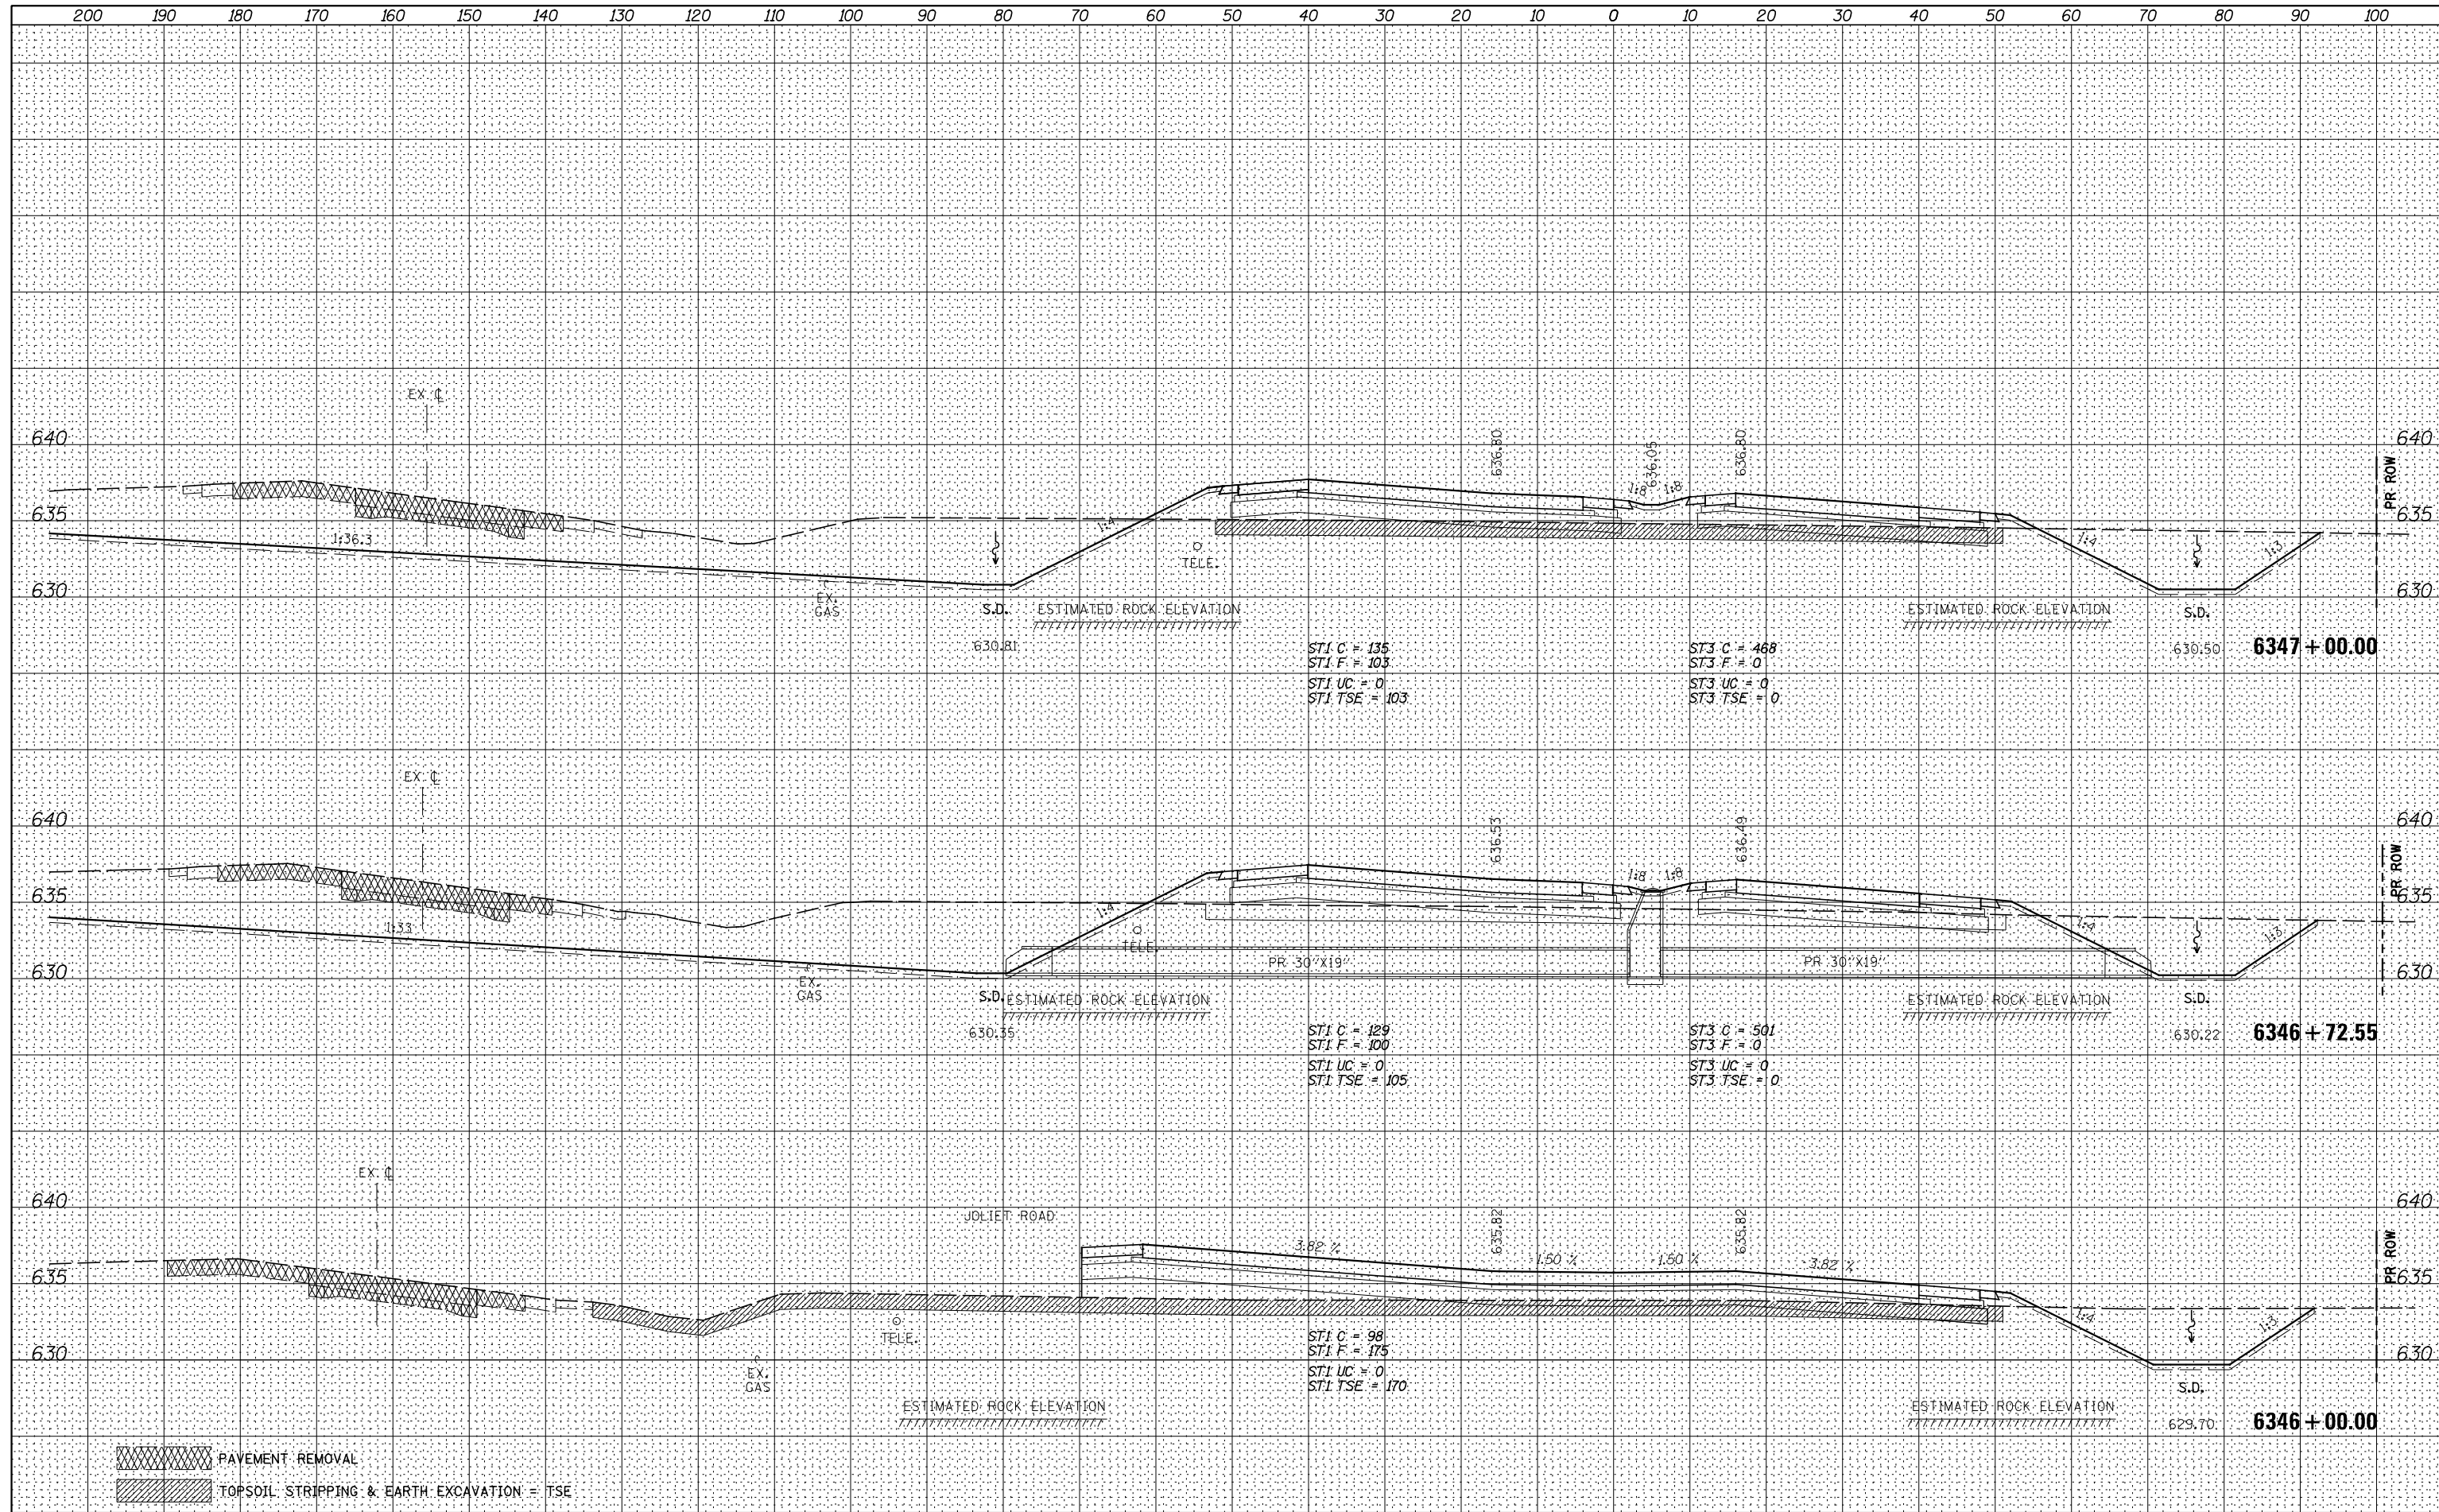 200 190 180 170 160 150 140 130 120 110 100 90 80 70 60 50 40 30 20 10 0 10 20 30 40 50 60 70 80 90 100
EX ℄
636.80
636.05
636.80
640
640
PR ROW
1:8
1:8
635
635
1:4
1:36.3
TELE.
1:4
1:3
630
630
EX.
GAS
S.D.
ESTIMATED ROCK ELEVATION
ESTIMATED ROCK ELEVATION
S.D.
630.81
630.50
6347+00.00
ST1 C = 135
ST1 F = 103
ST1 UC = 0
ST1 TSE = 103
ST3 C = 468
ST3 F = 0
ST3 UC = 0
ST3 TSE = 0
EX ℄
636.53
636.49
640
640
PR ROW
1:8
1:8
635
635
1:4
1:33
TELE.
1:4
1:3
PR 30"X19"
PR 30"X19"
630
630
EX.
GAS
S.D.
ESTIMATED ROCK ELEVATION
ESTIMATED ROCK ELEVATION
S.D.
630.35
630.22
6346+72.55
ST1 C = 129
ST1 F = 100
ST1 UC = 0
ST1 TSE = 105
ST3 C = 501
ST3 F = 0
ST3 UC = 0
ST3 TSE = 0
EX ℄
JOLIET ROAD
635.82
635.82
640
640
PR ROW
3.82 %
-1.50 %
-1.50 %
-3.82 %
635
635
TELE.
1:4
1:3
630
630
EX.
GAS
ST1 C = 98
ST1 F = 175
ST1 UC = 0
ST1 TSE = 170
S.D.
ESTIMATED ROCK ELEVATION
ESTIMATED ROCK ELEVATION
629.70
6346+00.00
PAVEMENT REMOVAL
TOPSOIL STRIPPING & EARTH EXCAVATION = TSE